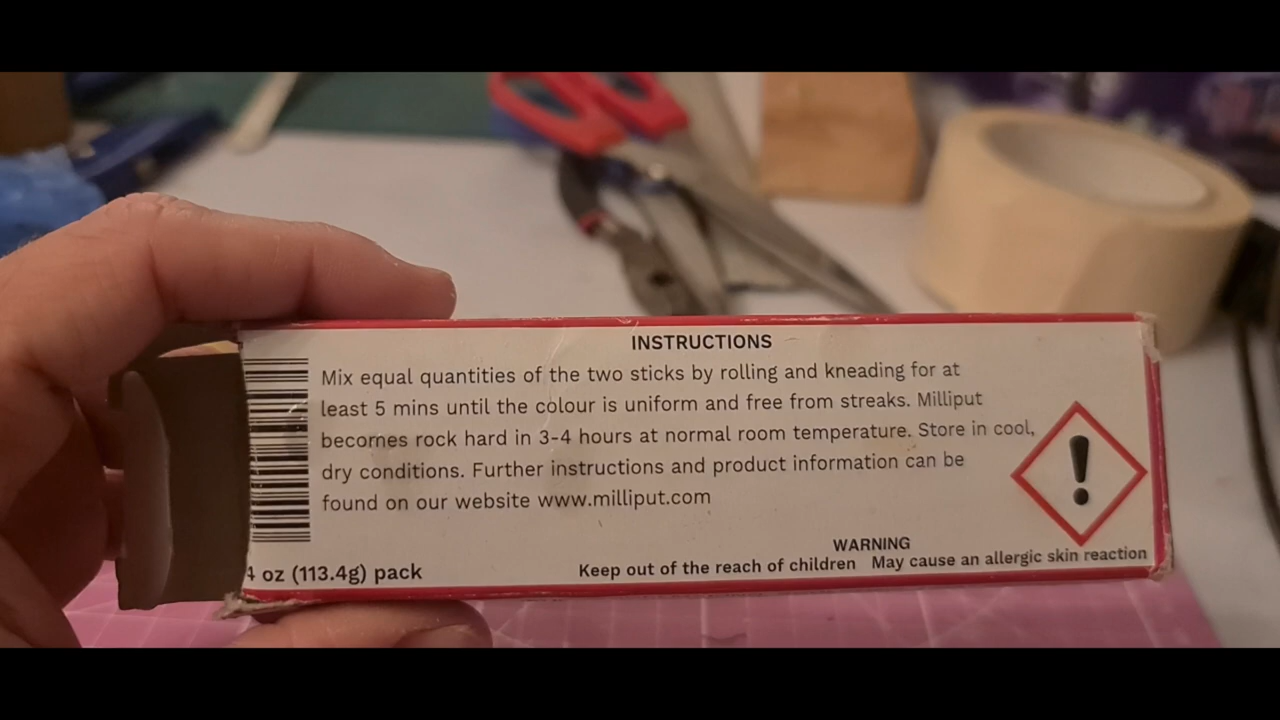 INSTRUCTIONS
Mix equal quantities of the two sticks by rolling and kneading for at
least 5 mins until the colour is uniform and free from streaks. Milliput
becomes rock hard in 3-4 hours at normal room temperature. Store in cool,
dry conditions. Further instructions and product information can be
found on our website www.milliput.com
WARNING
4 oz (113.4g) pack
Keep out of the reach of children May cause an allergic skin reaction